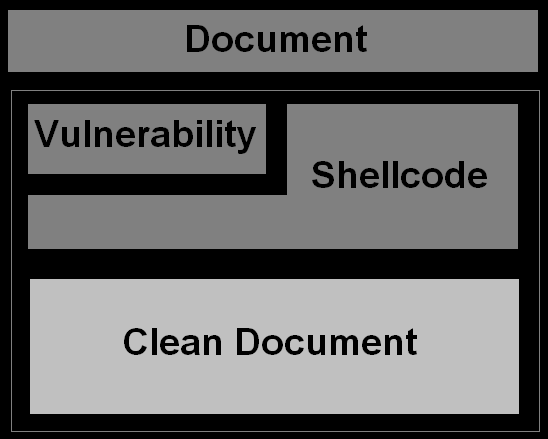 Document
Vulnerability
Shellcode
Clean Document